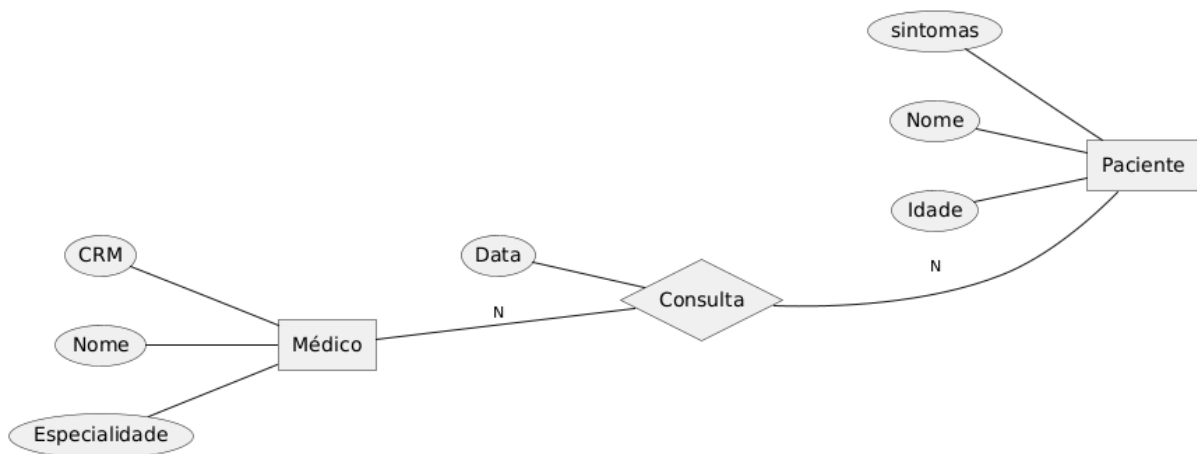 sintomas
Nome
Paciente
Idade
CRM
Data
N
Consulta
N
Nome
Médico
Especialidade